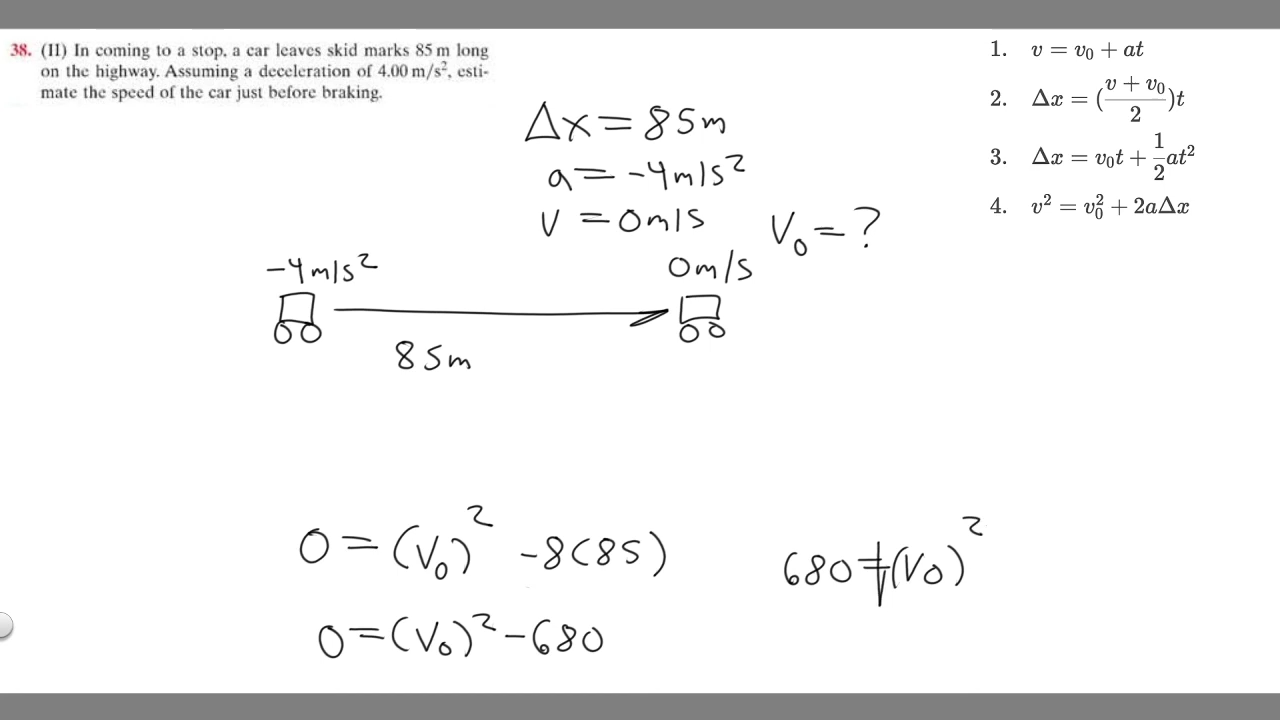 38. (II) In coming to a stop, a car leaves skid marks 85 m long
on the highway. Assuming a deceleration of 4.00 m/s², esti-
mate the speed of the car just before braking.
1. v = v₀ + at
2. Δx = ((v + v₀)/2)t
3. Δx = v₀t + ½at²
4. v² = v₀² + 2aΔx
Δx = 85m
a = -4m/s²
v = 0m/s
V₀ = ?
-4m/s²
0m/s
85m
0 = (V₀)² -8(85)
680 = (V₀)²
0 = (V₀)² - 680